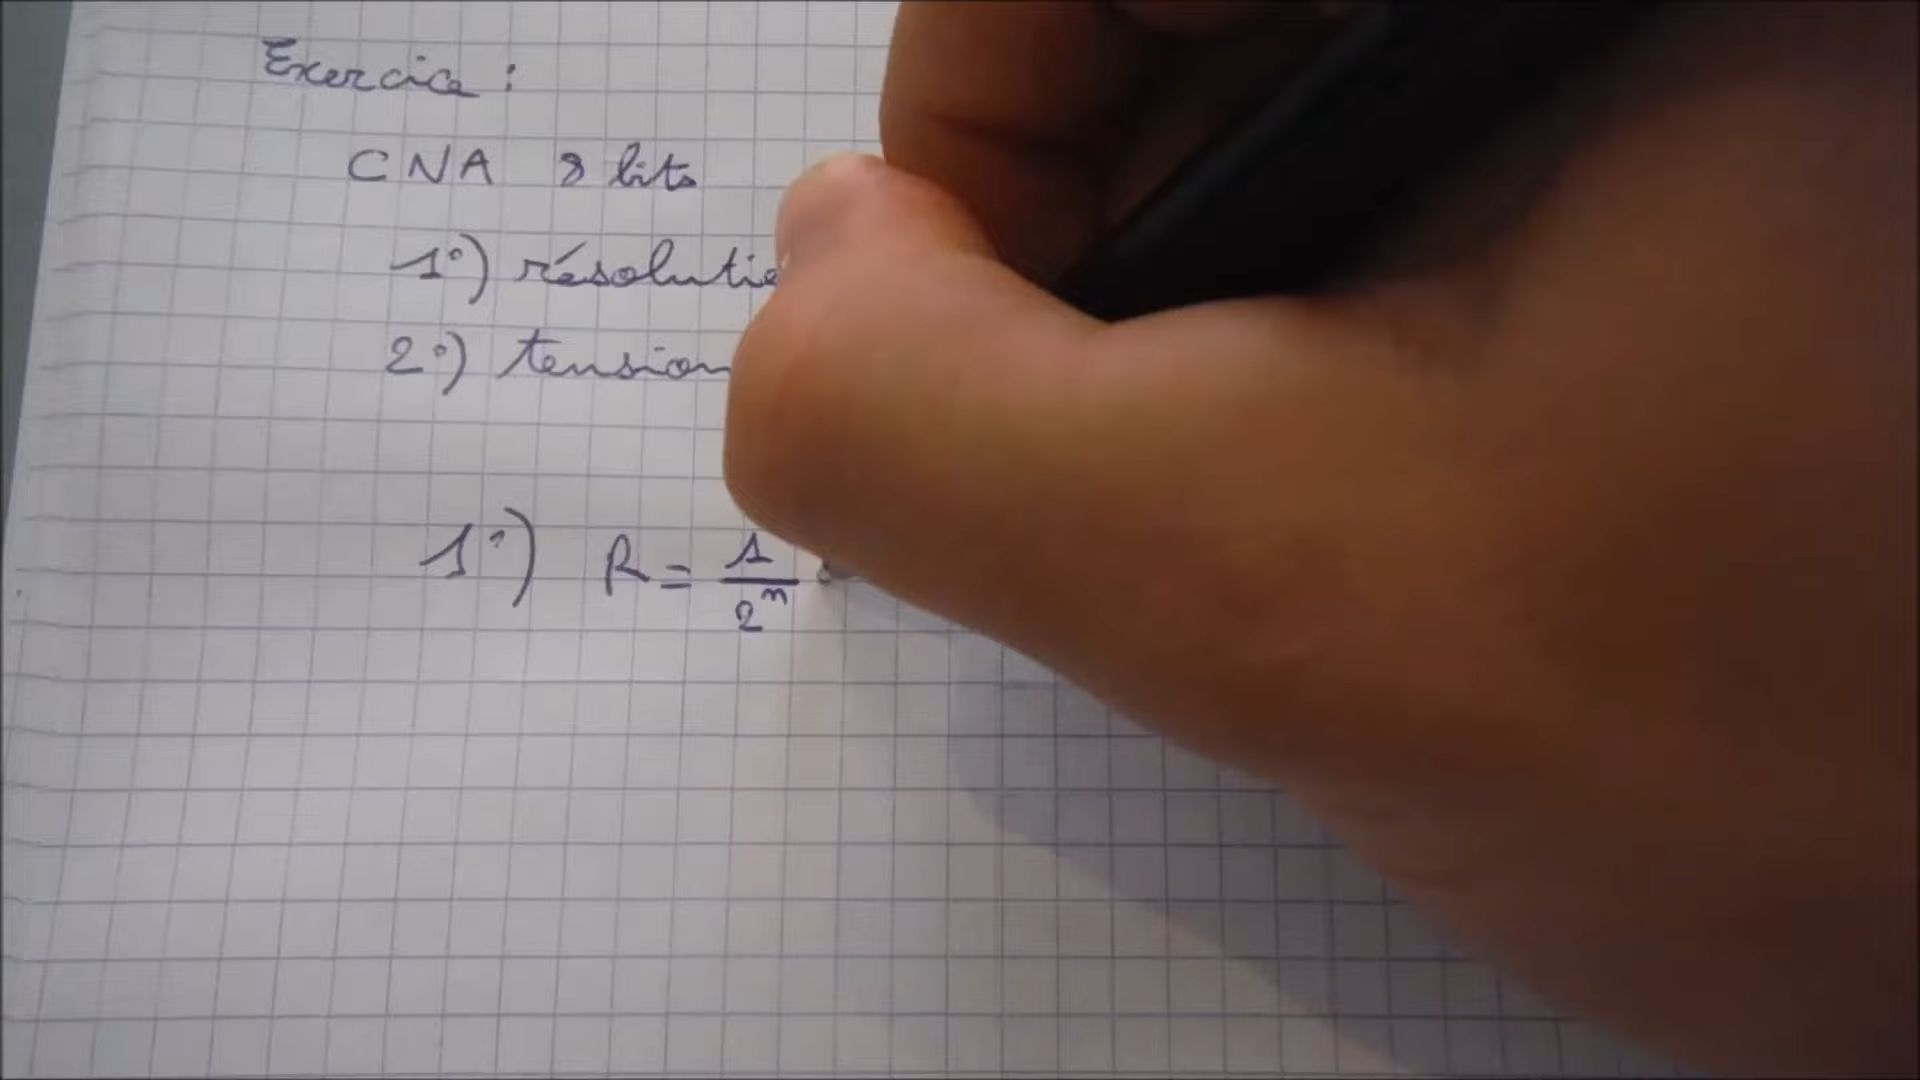 Exercice :
CNA 8 bits
1°) résolutio
2°) tension
1°) R = 1/2^n